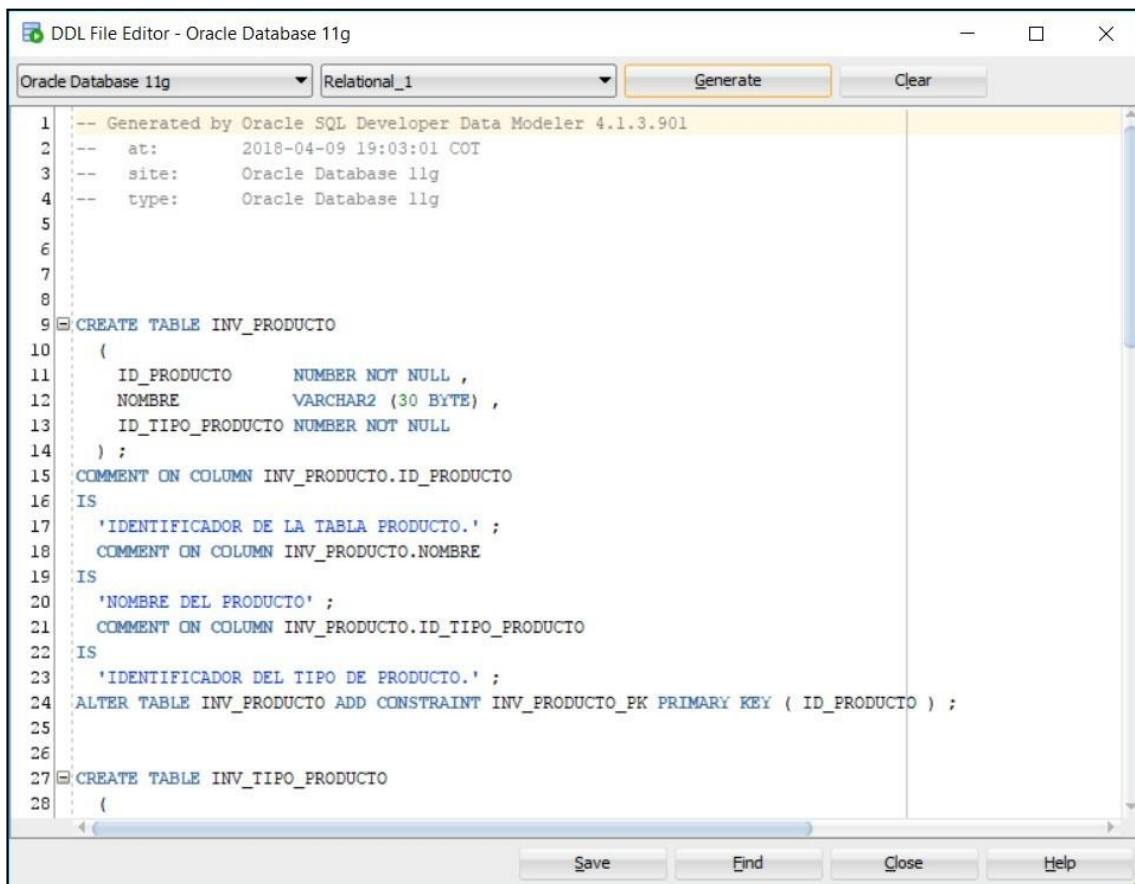 DDL File Editor - Oracle Database 11g
Oracle Database 11g Relational_1 Generate Clear
1 -- Generated by Oracle SQL Developer Data Modeler 4.1.3.901
2 --   at:        2018-04-09 19:03:01 COT
3 --   site:      Oracle Database 11g
4 --   type:      Oracle Database 11g
5
6
7
8
9 CREATE TABLE INV_PRODUCTO
10   (
11     ID_PRODUCTO      NUMBER NOT NULL ,
12     NOMBRE           VARCHAR2 (30 BYTE) ,
13     ID_TIPO_PRODUCTO NUMBER NOT NULL
14   ) ;
15 COMMENT ON COLUMN INV_PRODUCTO.ID_PRODUCTO
16 IS
17   'IDENTIFICADOR DE LA TABLA PRODUCTO.' ;
18   COMMENT ON COLUMN INV_PRODUCTO.NOMBRE
19 IS
20   'NOMBRE DEL PRODUCTO' ;
21   COMMENT ON COLUMN INV_PRODUCTO.ID_TIPO_PRODUCTO
22 IS
23   'IDENTIFICADOR DEL TIPO DE PRODUCTO.' ;
24 ALTER TABLE INV_PRODUCTO ADD CONSTRAINT INV_PRODUCTO_PK PRIMARY KEY ( ID_PRODUCTO ) ;
25
26
27 CREATE TABLE INV_TIPO_PRODUCTO
28   (
Save Find Close Help